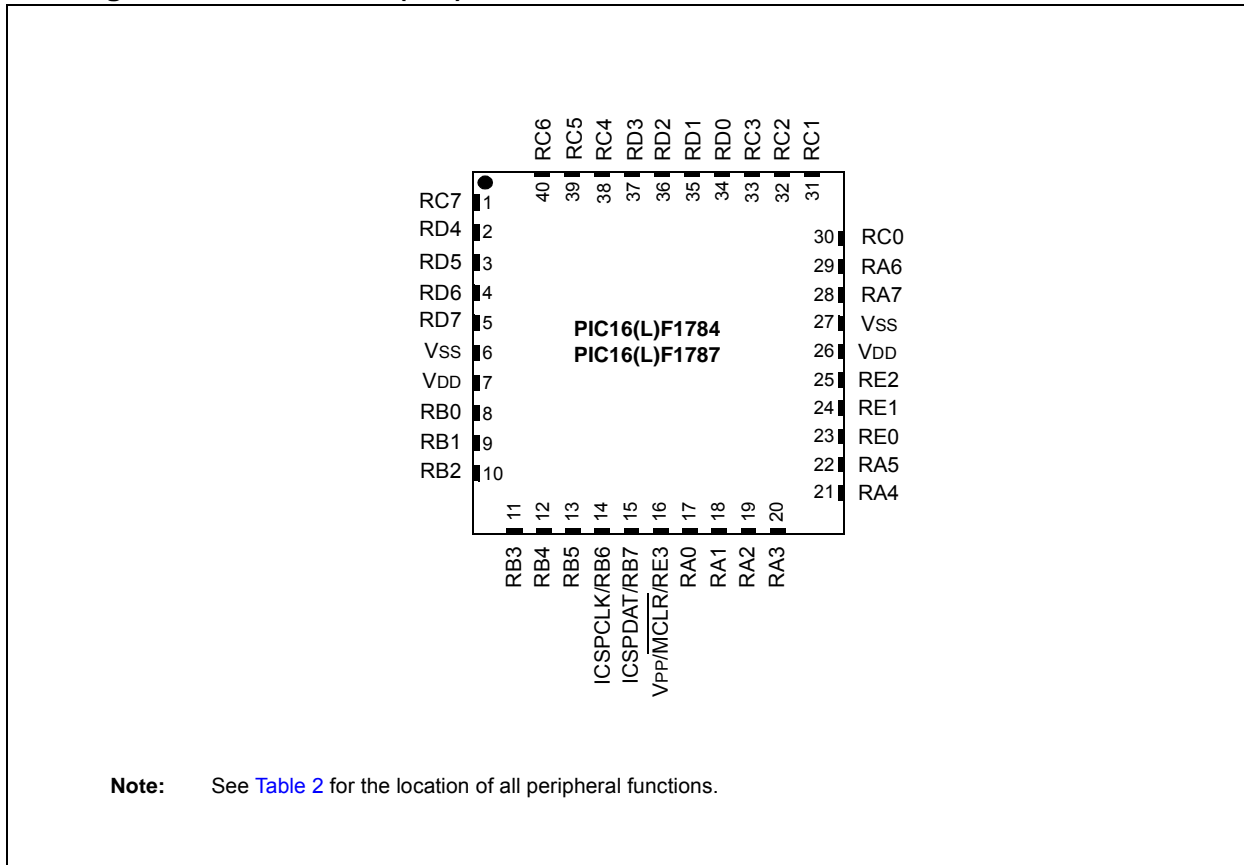 RC6
RC5
RC4
RD3
RD2
RD1
RD0
RC3
RC2
RC1
40
39
38
37
36
35
34
33
32
31
RC7 1
RD4 2
RD5 3
RD6 4
RD7 5
VSS 6
VDD 7
RB0 8
RB1 9
RB2 10
PIC16(L)F1784
PIC16(L)F1787
30 RC0
29 RA6
28 RA7
27 VSS
26 VDD
25 RE2
24 RE1
23 RE0
22 RA5
21 RA4
11
12
13
14
15
16
17
18
19
20
RB3
RB4
RB5
ICSPCLK/RB6
ICSPDAT/RB7
VPP/MCLR/RE3
RA0
RA1
RA2
RA3
Note: See Table 2 for the location of all peripheral functions.